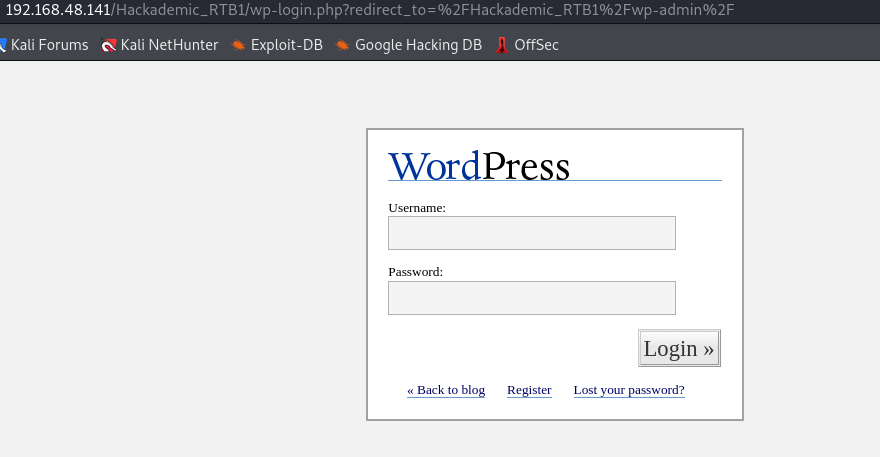 192.168.48.141/Hackademic_RTB1/wp-login.php?redirect_to=%2FHackademic_RTB1%2Fwp-admin%2F
Kali Forums Kali NetHunter Exploit-DB Google Hacking DB OffSec
WordPress
Username:
Password:
Login »
« Back to blog Register Lost your password?